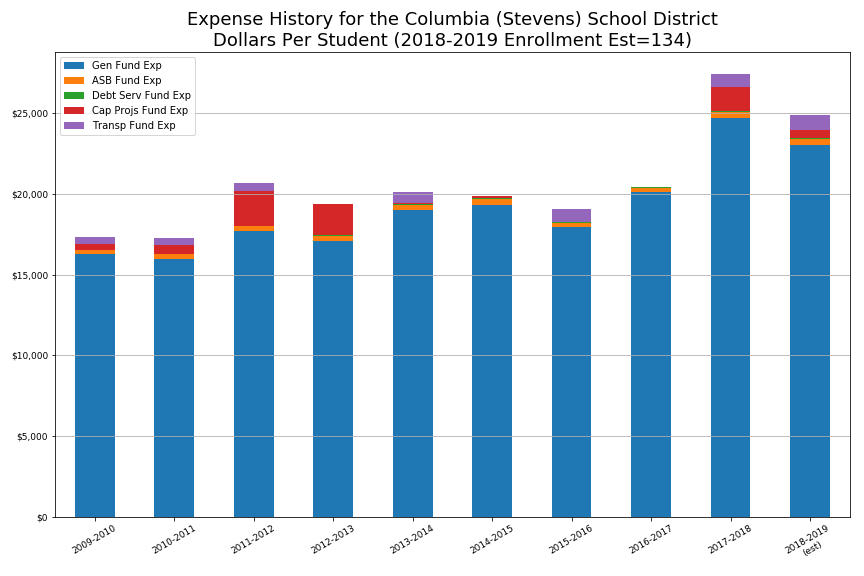 Expense History for the Columbia (Stevens) School District
Dollars Per Student (2018-2019 Enrollment Est=134)
Gen Fund Exp
ASB Fund Exp
Debt Serv Fund Exp
Cap Projs Fund Exp
Transp Fund Exp
$25,000
$20,000
$15,000
$10,000
$5,000
$0
2009-2010
2010-2011
2011-2012
2012-2013
2013-2014
2014-2015
2015-2016
2016-2017
2017-2018
2018-2019
(est)